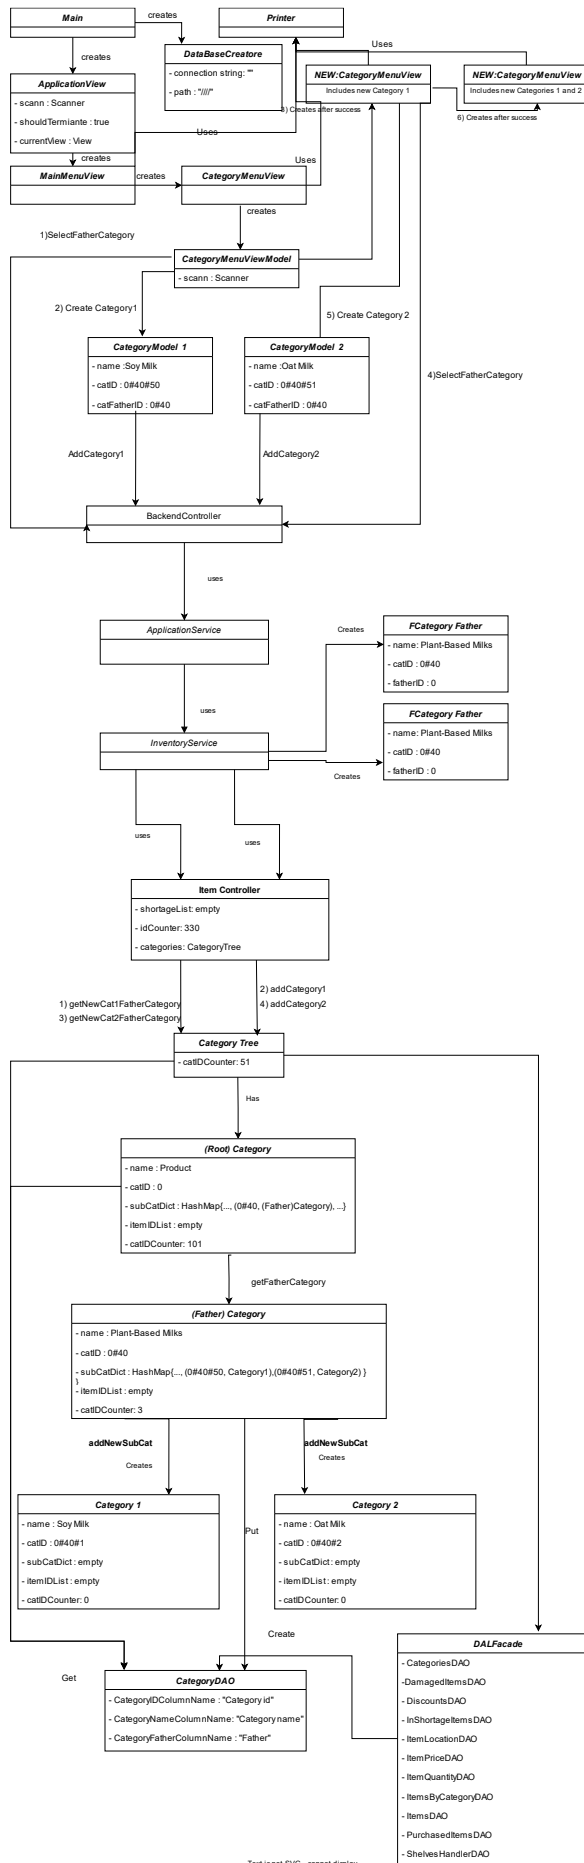 Main
creates
Printer
creates
DataBaseCreatore
- connection string: ""
- path : "////"
Uses
ApplicationView
- scann : Scanner
- shouldTermiante : true
- currentView : View
NEW:CategoryMenuView
Includes new Category 1
NEW:CategoryMenuView
Includes new Categories 1 and 2
3) Creates after success
6) Creates after success
Uses
creates
Uses
MainMenuView
creates
CategoryMenuView
creates
1)SelectFatherCategory
CategoryMenuViewModel
- scann : Scanner
2) Create Category1
5) Create Category 2
CategoryModel 1
- name :Soy Milk
- catID : 0#40#50
- catFatherID : 0#40
CategoryModel 2
- name :Oat Milk
- catID : 0#40#51
- catFatherID : 0#40
4)SelectFatherCategory
AddCategory1
AddCategory2
BackendController
uses
ApplicationService
Creates
FCategory Father
- name: Plant-Based Milks
- catID : 0#40
- fatherID : 0
uses
InventoryService
FCategory Father
- name: Plant-Based Milks
- catID : 0#40
- fatherID : 0
Creates
uses
uses
Item Controller
- shortageList: empty
- idCounter: 330
- categories: CategoryTree
1) getNewCat1FatherCategory
3) getNewCat2FatherCategory
2) addCategory1
4) addCategory2
Category Tree
- catIDCounter: 51
Has
(Root) Category
- name : Product
- catID : 0
- subCatDict : HashMap{..., (0#40, (Father)Category), ...}
- itemIDList : empty
- catIDCounter: 101
getFatherCategory
(Father) Category
- name : Plant-Based Milks
- catID : 0#40
- subCatDict : HashMap{..., (0#40#50, Category1),(0#40#51, Category2) }
}
- itemIDList : empty
- catIDCounter: 3
addNewSubCat
Creates
addNewSubCat
Creates
Category 1
- name : Soy Milk
- catID : 0#40#1
- subCatDict : empty
- itemIDList : empty
- catIDCounter: 0
Category 2
- name : Oat Milk
- catID : 0#40#2
- subCatDict : empty
- itemIDList : empty
- catIDCounter: 0
Put
Create
Get
CategoryDAO
- CategoryIDColumnName : "Category id"
- CategoryNameColumnName: "Category name"
- CategoryFatherColumnName : "Father"
DALFacade
- CategoriesDAO
-DamagedItemsDAO
- DiscountsDAO
- InShortageItemsDAO
- ItemLocationDAO
- ItemPriceDAO
- ItemQuantityDAO
- ItemsByCategoryDAO
- ItemsDAO
- PurchasedItemsDAO
- ShelvesHandlerDAO